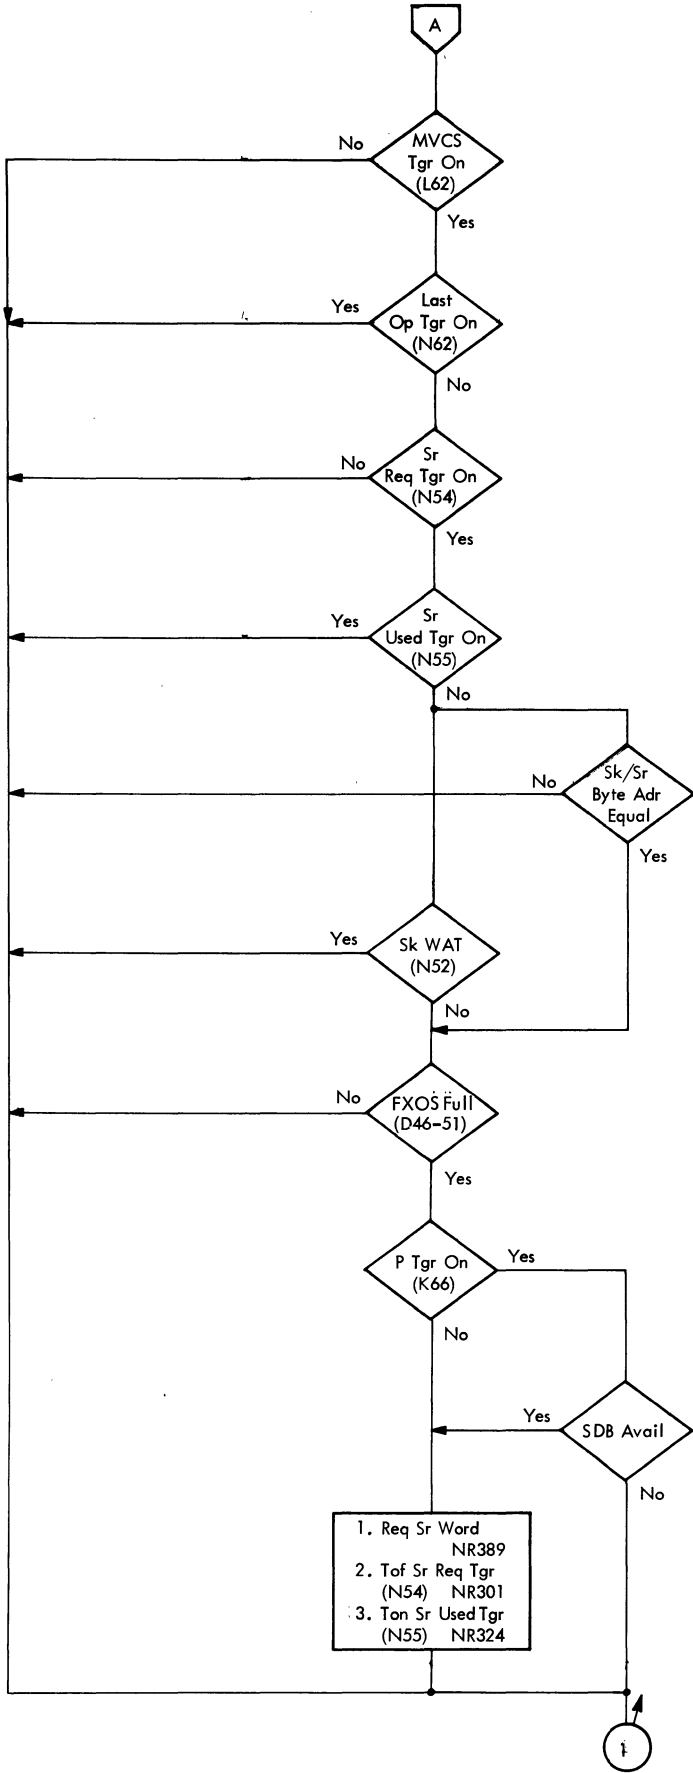 A
No
MVCS
Tgr On
(L62)
Yes
Yes
Last
Op Tgr On
(N62)
No
No
Sr
Req Tgr On
(N54)
Yes
Yes
Sr
Used Tgr On
(N55)
No
No
Sk/Sr
Byte Adr
Equal
Yes
Yes
Sk WAT
(N52)
No
No
FXOS Full
(D46-51)
Yes
P Tgr On
(K66)
Yes
No
Yes
SDB Avail
No
1. Req Sr Word
NR389
2. Tof Sr Req Tgr
(N54) NR301
3. Ton Sr Used Tgr
(N55) NR324
1